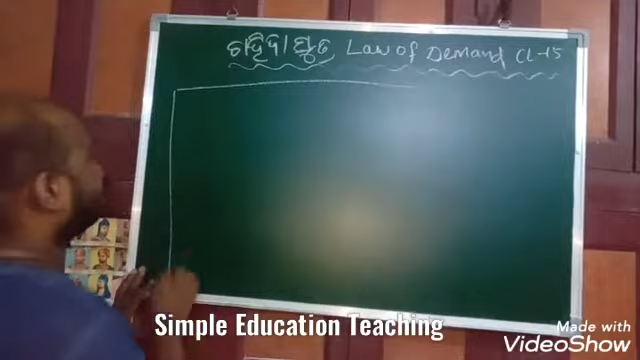 ଚାହିଦା ସୂତ୍ର Law of Demand CL-15
Simple Education Teaching
Made with
VideoShow